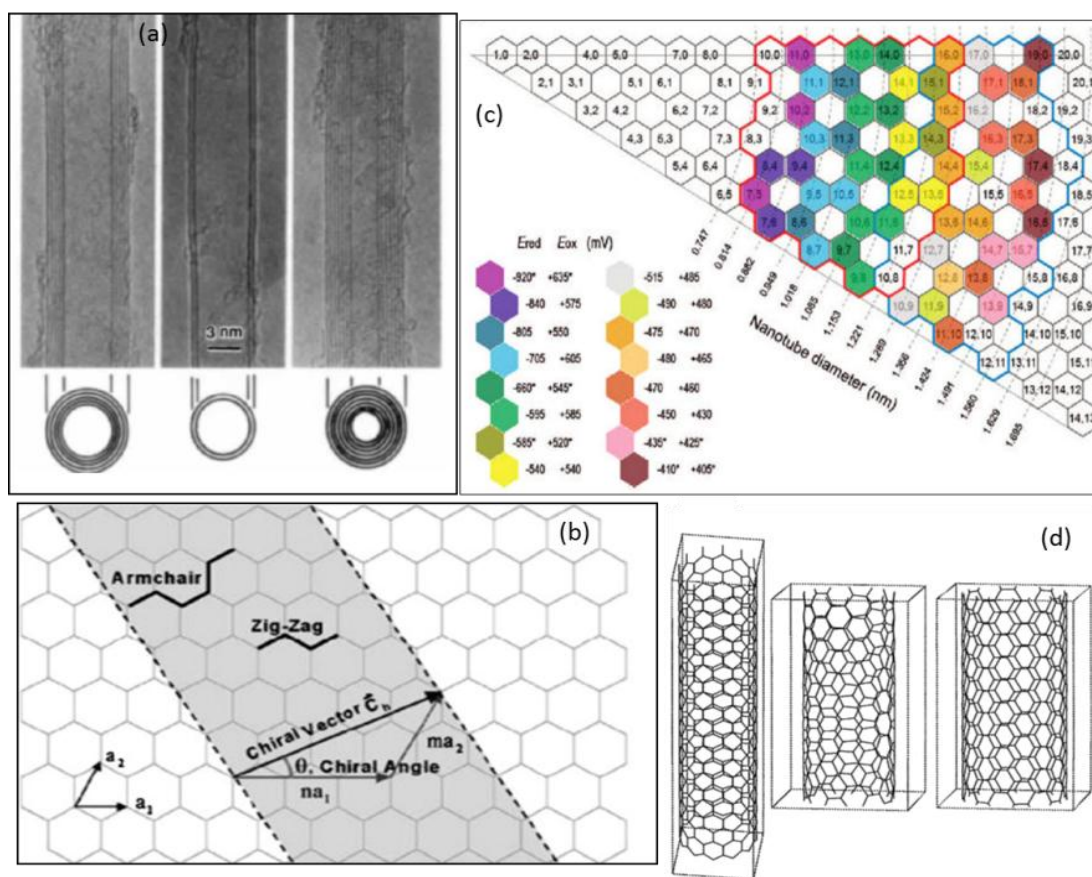 (a)
3 nm
(c)
1,0 2,0 4,0 5,0 7,0 8,0 10,0 11,0 13,0 14,0 16,0 17,0 19,0 20,0
2,1 3,1 5,1 6,1 8,1 9,1 11,1 12,1 14,1 15,1 17,1 18,1 20,1
3,2 4,2 6,2 7,2 9,2 10,2 12,2 13,2 15,2 16,2 18,2 19,2
4,3 5,3 7,3 8,3 10,3 11,3 13,3 14,3 16,3 17,3 19,3
5,4 6,4 8,4 9,4 11,4 12,4 14,4 15,4 17,4 18,4
6,5 7,5 9,5 10,5 12,5 13,5 15,5 16,5 18,5
7,6 8,6 10,6 11,6 13,6 14,6 16,6 17,6
8,7 9,7 11,7 12,7 14,7 15,7 17,7
9,8 10,8 12,8 13,8 15,8 16,8
10,9 11,9 13,9 14,9 16,9
11,10 12,10 14,10 15,10
12,11 13,11 15,11
13,12 14,12
14,13
0.747 0.814 0.882 0.949 1.018 1.085 1.153 1.221 1.289 1.356 1.424 1.491 1.560 1.629 1.695
Nanotube diameter (nm)
Ered Eox (mV)
-920* +635*
-840 +575
-805 +550
-705 +605
-660* +545*
-595 +585
-585* +520*
-540 +540
-515 +485
-490 +480
-475 +470
-480 +465
-470 +460
-450 +430
-435* +425*
-410* +405*
(b)
Armchair
Zig-Zag
Chiral Vector C̄h
ma2
θ, Chiral Angle
na1
a2
a1
(d)